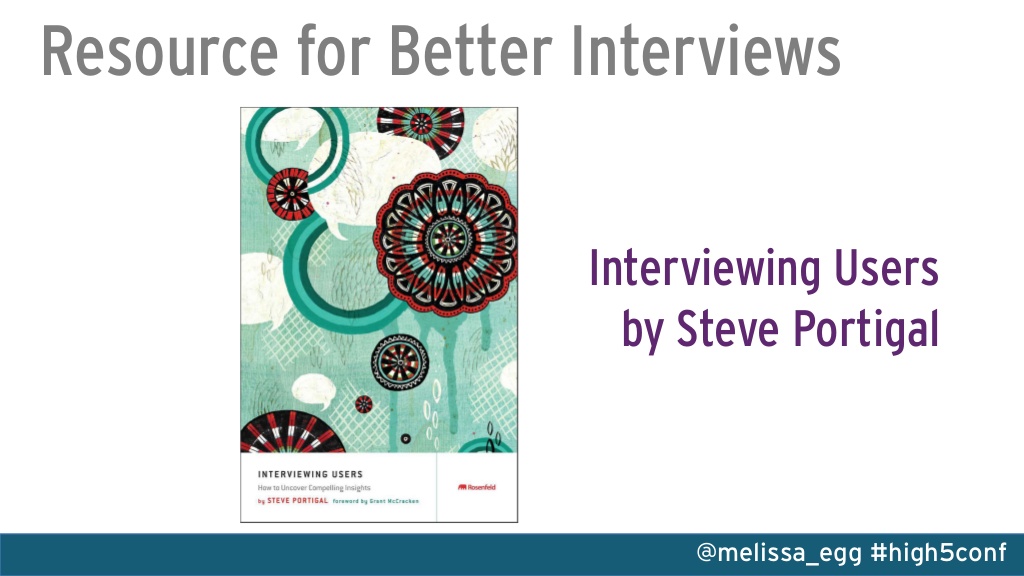 Resource for Better Interviews
Interviewing Users
by Steve Portigal
INTERVIEWING USERS
How to Uncover Compelling Insights
by STEVE PORTIGAL foreword by Grant McCracken
Rosenfeld
@melissa_egg #high5conf